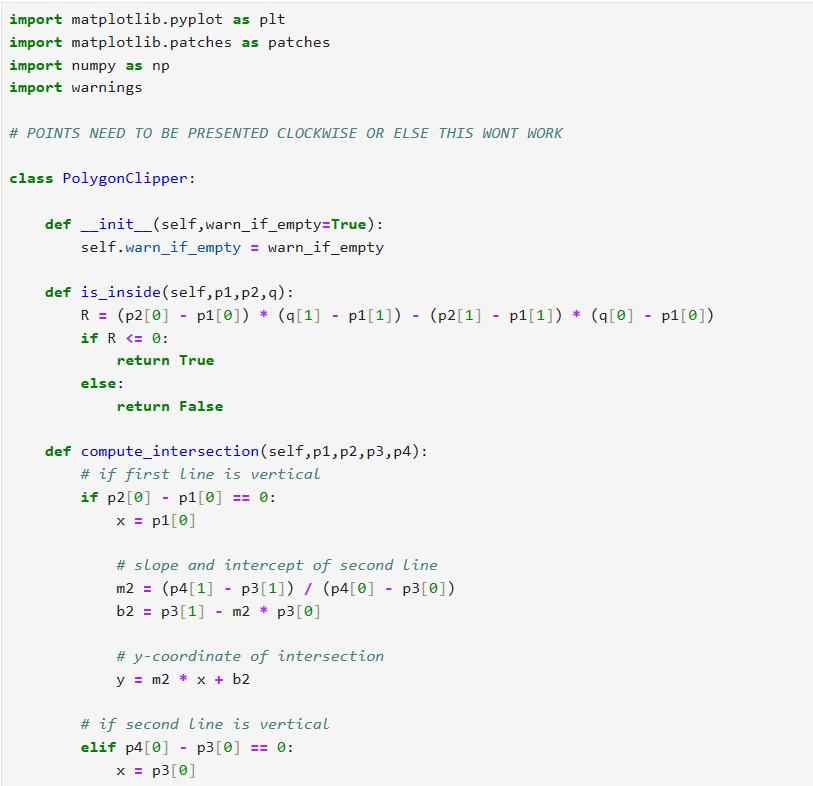 import matplotlib.pyplot as plt
import matplotlib.patches as patches
import numpy as np
import warnings
# POINTS NEED TO BE PRESENTED CLOCKWISE OR ELSE THIS WONT WORK
class PolygonClipper:
    def __init__(self,warn_if_empty=True):
        self.warn_if_empty = warn_if_empty
    def is_inside(self,p1,p2,q):
        R = (p2[0] - p1[0]) * (q[1] - p1[1]) - (p2[1] - p1[1]) * (q[0] - p1[0])
        if R <= 0:
            return True
        else:
            return False
    def compute_intersection(self,p1,p2,p3,p4):
        # if first line is vertical
        if p2[0] - p1[0] == 0:
            x = p1[0]
            # slope and intercept of second line
            m2 = (p4[1] - p3[1]) / (p4[0] - p3[0])
            b2 = p3[1] - m2 * p3[0]
            # y-coordinate of intersection
            y = m2 * x + b2
        # if second line is vertical
        elif p4[0] - p3[0] == 0:
            x = p3[0]